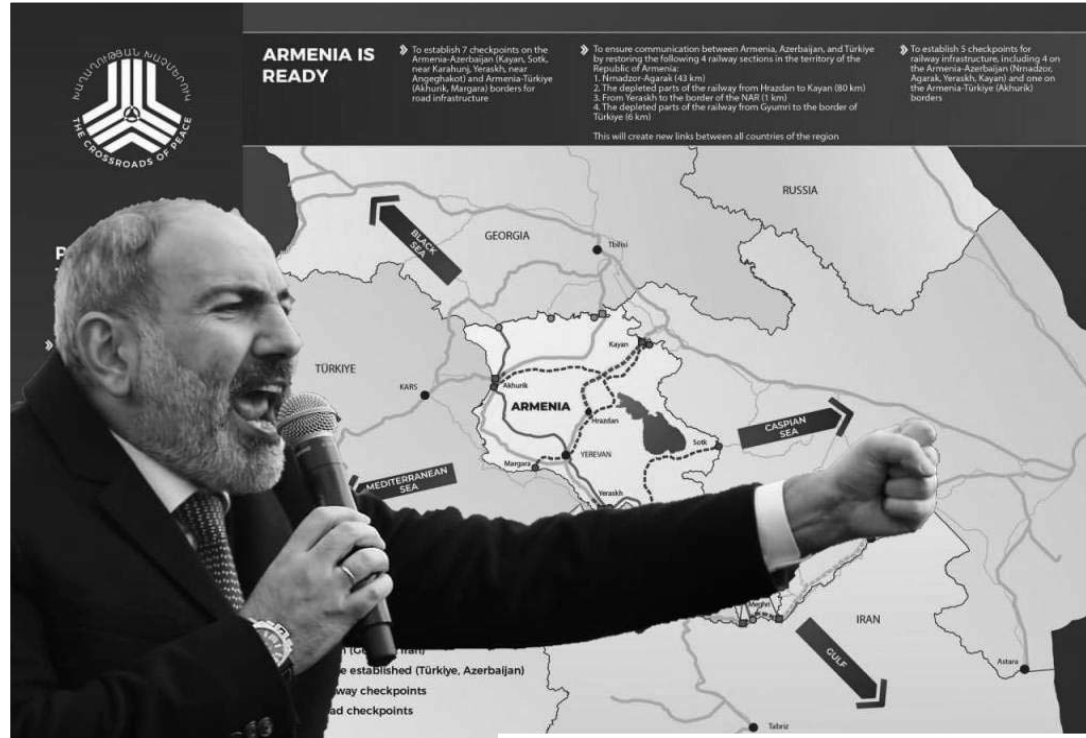 ԽԱՂԱՂՈՒԹՅԱՆ ԽԱՉՄԵՐՈՒԿ
THE CROSSROADS OF PEACE
ARMENIA IS
READY
To establish 7 checkpoints on the
Armenia-Azerbaijan (Kayan, Sotk,
near Karahunj, Yeraskh, near
Angeghakot) and Armenia-Türkiye
(Akhurik, Margara) borders for
road infrastructure
To ensure communication between Armenia, Azerbaijan, and Türkiye
by restoring the following 4 railway sections in the territory of the
Republic of Armenia:
1. Nrnadzor-Agarak (43 km)
2. The depleted parts of the railway from Hrazdan to Kayan (80 km)
3. From Yeraskh to the border of the NAR (1 km)
4. The depleted parts of the railway from Gyumri to the border of
Türkiye (6 km)
This will create new links between all countries of the region
To establish 5 checkpoints for
railway infrastructure, including 4 on
the Armenia-Azerbaijan (Nrnadzor,
Agarak, Yeraskh, Kayan) and one on
the Armenia-Türkiye (Akhurik)
borders
RUSSIA
BLACK
SEA
GEORGIA
Tbilisi
Kayan
TÜRKIYE
KARS
Akhurik
ARMENIA
Hrazdan
CASPIAN
SEA
Sotk
Margara
YEREVAN
MEDITERRANEAN
SEA
Yeraskh
Meghri
IRAN
GULF
Astara
Tabriz
e established (Türkiye, Azerbaijan)
way checkpoints
ad checkpoints